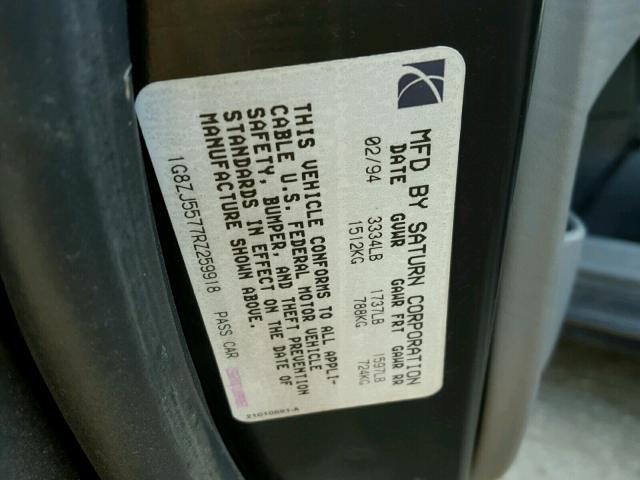 MFD BY SATURN CORPORATION
DATE GVWR GAWR FRT GAWR RR
02/94 3334LB 1737LB 1597LB
1512KG 788KG 724KG
THIS VEHICLE CONFORMS TO ALL APPLI-
CABLE U.S. FEDERAL MOTOR VEHICLE
SAFETY, BUMPER, AND THEFT PREVENTION
STANDARDS IN EFFECT ON THE DATE OF
MANUFACTURE SHOWN ABOVE.
1G8ZJ5577RZ259918 PASS CAR
21010691-A